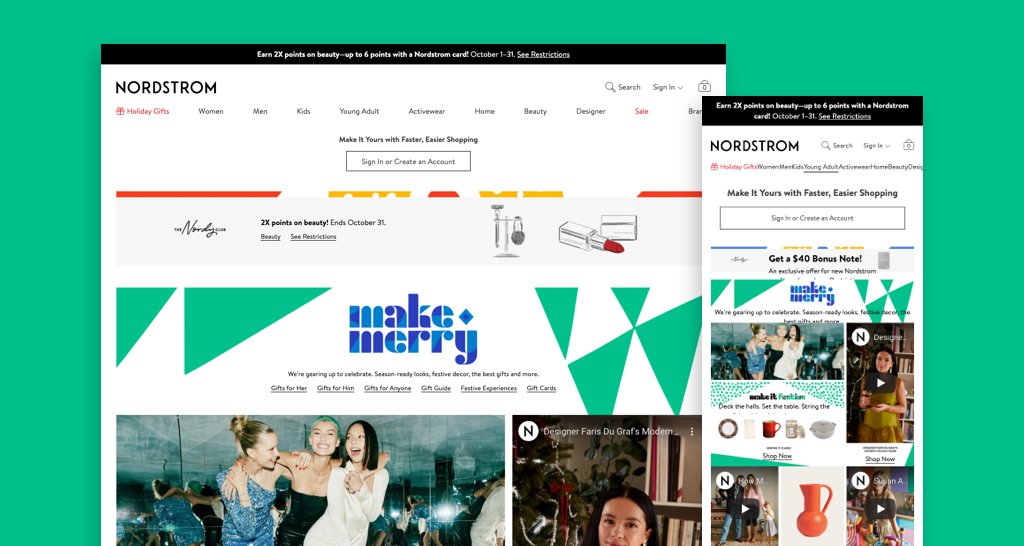 Earn 2X points on beauty—up to 6 points with a Nordstrom card! October 1–31. See Restrictions
NORDSTROM
Search
Sign In
0
Holiday Gifts Women Men Kids Young Adult Activewear Home Beauty Designer Sale Bran
Make It Yours with Faster, Easier Shopping
Sign In or Create an Account
THE Nordy CLUB
2X points on beauty! Ends October 31.
Beauty See Restrictions
make
merry
We're gearing up to celebrate. Season-ready looks, festive decor, the best gifts and more.
Gifts for Her Gifts for Him Gifts for Anyone Gift Guide Festive Experiences Gift Cards
N Designer Faris Du Graf's Modern ...
Earn 2X points on beauty—up to 6 points with a Nordstrom
card! October 1–31. See Restrictions
NORDSTROM
Search
Sign In
0
Holiday GiftsWomenMenKidsYoung AdultActivewearHomeBeautyDesig
Make It Yours with Faster, Easier Shopping
Sign In or Create an Account
Nordy
Get a $40 Bonus Note!
An exclusive offer for new Nordstrom
make
merry
We're gearing up to celebrate. Season-ready looks, festive decor, the
best gifts and more.
N Designe...
make it festive
Deck the halls. Set the table. String the
Shop Now
DESIGNER FARIS DU GRAF'S
MODERN HOLIDAY HOME
Shop Now
N How M...
N Susan A...